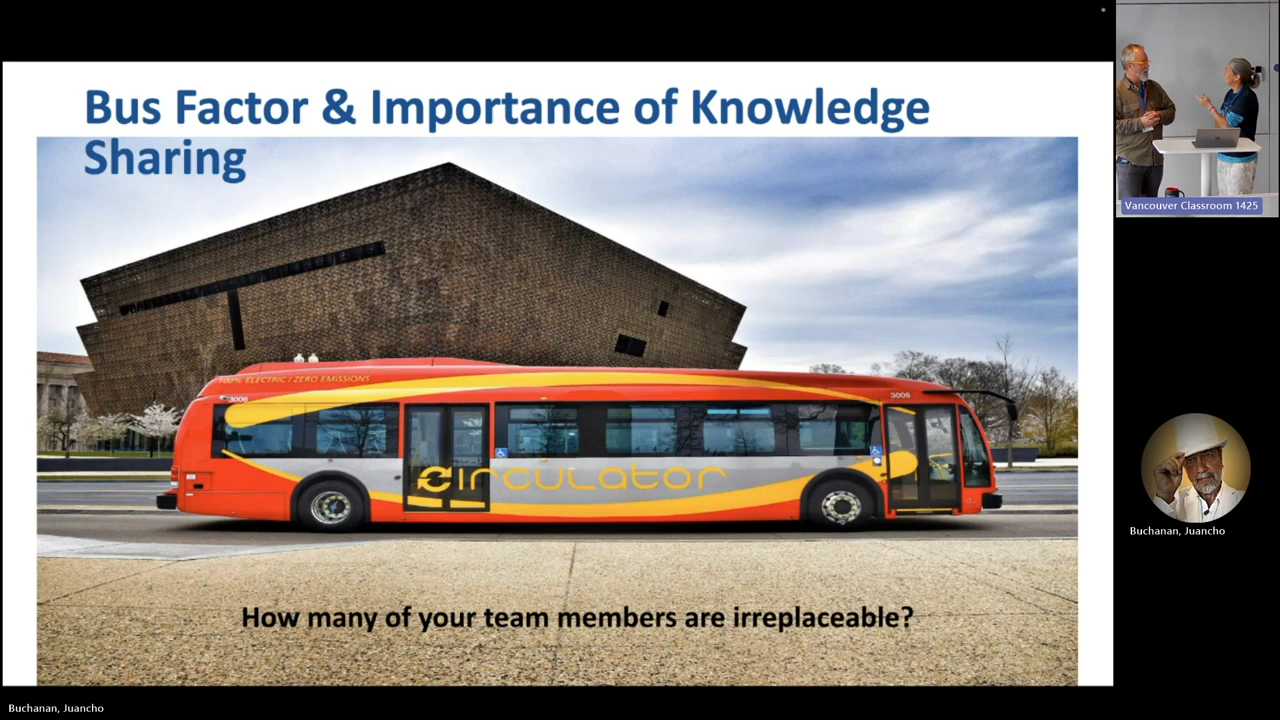 Bus Factor & Importance of Knowledge
Sharing
100% ELECTRIC / ZERO EMISSIONS
3006
3006
CIRCULATOR
How many of your team members are irreplaceable?
Vancouver Classroom 1425
Buchanan, Juancho
Buchanan, Juancho